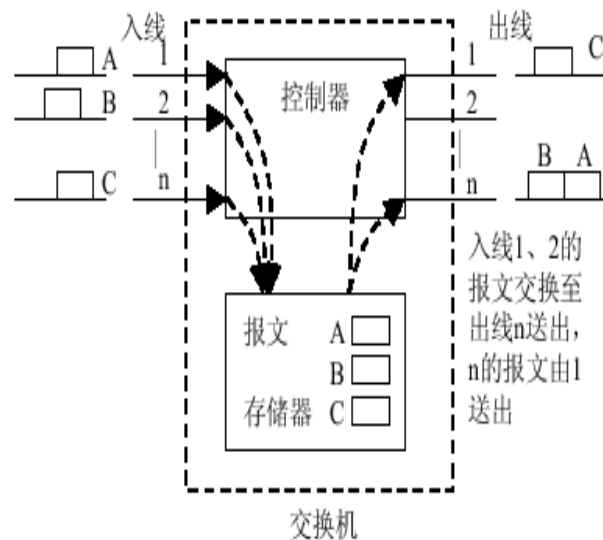 入线
出线
A 1
B 2
C n
控制器
1 C
2
n B A
报文
A
B
存储器 C
入线1、2的
报文交换至
出线n送出，
n的报文由1
送出
交换机